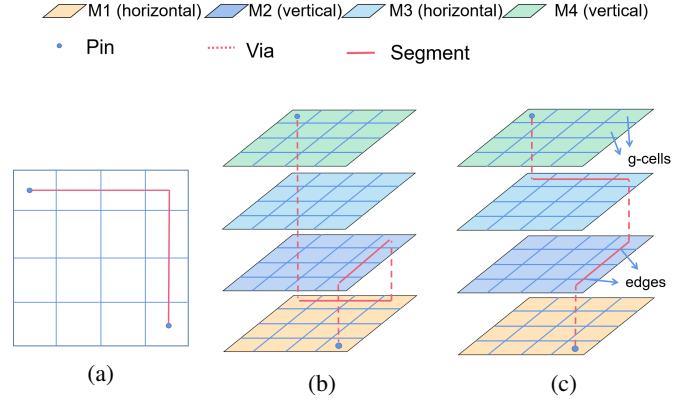 M1 (horizontal) M2 (vertical) M3 (horizontal) M4 (vertical)
Pin Via Segment
g-cells
edges
(a) (b) (c)